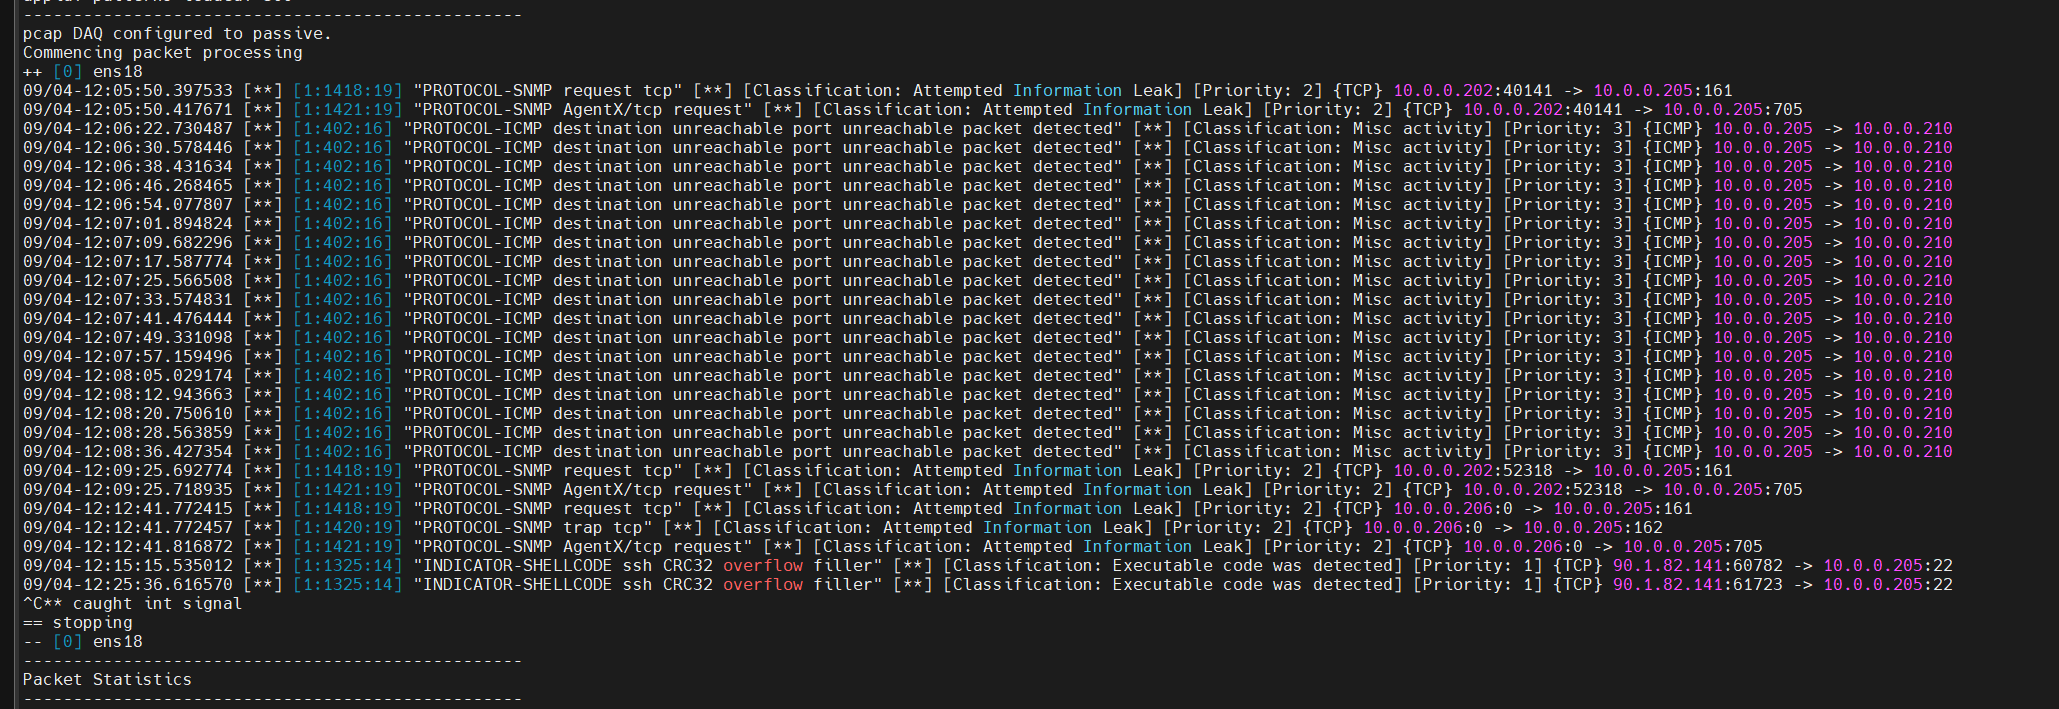 --------------------------------------------------
pcap DAQ configured to passive.
Commencing packet processing
++ [0] ens18
09/04-12:05:50.397533 [**] [1:1418:19] "PROTOCOL-SNMP request tcp" [**] [Classification: Attempted Information Leak] [Priority: 2] {TCP} 10.0.0.202:40141 -> 10.0.0.205:161
09/04-12:05:50.417671 [**] [1:1421:19] "PROTOCOL-SNMP AgentX/tcp request" [**] [Classification: Attempted Information Leak] [Priority: 2] {TCP} 10.0.0.202:40141 -> 10.0.0.205:705
09/04-12:06:22.730487 [**] [1:402:16] "PROTOCOL-ICMP destination unreachable port unreachable packet detected" [**] [Classification: Misc activity] [Priority: 3] {ICMP} 10.0.0.205 -> 10.0.0.210
09/04-12:06:30.578446 [**] [1:402:16] "PROTOCOL-ICMP destination unreachable port unreachable packet detected" [**] [Classification: Misc activity] [Priority: 3] {ICMP} 10.0.0.205 -> 10.0.0.210
09/04-12:06:38.431634 [**] [1:402:16] "PROTOCOL-ICMP destination unreachable port unreachable packet detected" [**] [Classification: Misc activity] [Priority: 3] {ICMP} 10.0.0.205 -> 10.0.0.210
09/04-12:06:46.268465 [**] [1:402:16] "PROTOCOL-ICMP destination unreachable port unreachable packet detected" [**] [Classification: Misc activity] [Priority: 3] {ICMP} 10.0.0.205 -> 10.0.0.210
09/04-12:06:54.077807 [**] [1:402:16] "PROTOCOL-ICMP destination unreachable port unreachable packet detected" [**] [Classification: Misc activity] [Priority: 3] {ICMP} 10.0.0.205 -> 10.0.0.210
09/04-12:07:01.894824 [**] [1:402:16] "PROTOCOL-ICMP destination unreachable port unreachable packet detected" [**] [Classification: Misc activity] [Priority: 3] {ICMP} 10.0.0.205 -> 10.0.0.210
09/04-12:07:09.682296 [**] [1:402:16] "PROTOCOL-ICMP destination unreachable port unreachable packet detected" [**] [Classification: Misc activity] [Priority: 3] {ICMP} 10.0.0.205 -> 10.0.0.210
09/04-12:07:17.587774 [**] [1:402:16] "PROTOCOL-ICMP destination unreachable port unreachable packet detected" [**] [Classification: Misc activity] [Priority: 3] {ICMP} 10.0.0.205 -> 10.0.0.210
09/04-12:07:25.566508 [**] [1:402:16] "PROTOCOL-ICMP destination unreachable port unreachable packet detected" [**] [Classification: Misc activity] [Priority: 3] {ICMP} 10.0.0.205 -> 10.0.0.210
09/04-12:07:33.574831 [**] [1:402:16] "PROTOCOL-ICMP destination unreachable port unreachable packet detected" [**] [Classification: Misc activity] [Priority: 3] {ICMP} 10.0.0.205 -> 10.0.0.210
09/04-12:07:41.476444 [**] [1:402:16] "PROTOCOL-ICMP destination unreachable port unreachable packet detected" [**] [Classification: Misc activity] [Priority: 3] {ICMP} 10.0.0.205 -> 10.0.0.210
09/04-12:07:49.331098 [**] [1:402:16] "PROTOCOL-ICMP destination unreachable port unreachable packet detected" [**] [Classification: Misc activity] [Priority: 3] {ICMP} 10.0.0.205 -> 10.0.0.210
09/04-12:07:57.159496 [**] [1:402:16] "PROTOCOL-ICMP destination unreachable port unreachable packet detected" [**] [Classification: Misc activity] [Priority: 3] {ICMP} 10.0.0.205 -> 10.0.0.210
09/04-12:08:05.029174 [**] [1:402:16] "PROTOCOL-ICMP destination unreachable port unreachable packet detected" [**] [Classification: Misc activity] [Priority: 3] {ICMP} 10.0.0.205 -> 10.0.0.210
09/04-12:08:12.943663 [**] [1:402:16] "PROTOCOL-ICMP destination unreachable port unreachable packet detected" [**] [Classification: Misc activity] [Priority: 3] {ICMP} 10.0.0.205 -> 10.0.0.210
09/04-12:08:20.750610 [**] [1:402:16] "PROTOCOL-ICMP destination unreachable port unreachable packet detected" [**] [Classification: Misc activity] [Priority: 3] {ICMP} 10.0.0.205 -> 10.0.0.210
09/04-12:08:28.563859 [**] [1:402:16] "PROTOCOL-ICMP destination unreachable port unreachable packet detected" [**] [Classification: Misc activity] [Priority: 3] {ICMP} 10.0.0.205 -> 10.0.0.210
09/04-12:08:36.427354 [**] [1:402:16] "PROTOCOL-ICMP destination unreachable port unreachable packet detected" [**] [Classification: Misc activity] [Priority: 3] {ICMP} 10.0.0.205 -> 10.0.0.210
09/04-12:09:25.692774 [**] [1:1418:19] "PROTOCOL-SNMP request tcp" [**] [Classification: Attempted Information Leak] [Priority: 2] {TCP} 10.0.0.202:52318 -> 10.0.0.205:161
09/04-12:09:25.718935 [**] [1:1421:19] "PROTOCOL-SNMP AgentX/tcp request" [**] [Classification: Attempted Information Leak] [Priority: 2] {TCP} 10.0.0.202:52318 -> 10.0.0.205:705
09/04-12:12:41.772415 [**] [1:1418:19] "PROTOCOL-SNMP request tcp" [**] [Classification: Attempted Information Leak] [Priority: 2] {TCP} 10.0.0.206:0 -> 10.0.0.205:161
09/04-12:12:41.772457 [**] [1:1420:19] "PROTOCOL-SNMP trap tcp" [**] [Classification: Attempted Information Leak] [Priority: 2] {TCP} 10.0.0.206:0 -> 10.0.0.205:162
09/04-12:12:41.816872 [**] [1:1421:19] "PROTOCOL-SNMP AgentX/tcp request" [**] [Classification: Attempted Information Leak] [Priority: 2] {TCP} 10.0.0.206:0 -> 10.0.0.205:705
09/04-12:15:15.535012 [**] [1:1325:14] "INDICATOR-SHELLCODE ssh CRC32 overflow filler" [**] [Classification: Executable code was detected] [Priority: 1] {TCP} 90.1.82.141:60782 -> 10.0.0.205:22
09/04-12:25:36.616570 [**] [1:1325:14] "INDICATOR-SHELLCODE ssh CRC32 overflow filler" [**] [Classification: Executable code was detected] [Priority: 1] {TCP} 90.1.82.141:61723 -> 10.0.0.205:22
^C** caught int signal
== stopping
-- [0] ens18
--------------------------------------------------
Packet Statistics
--------------------------------------------------